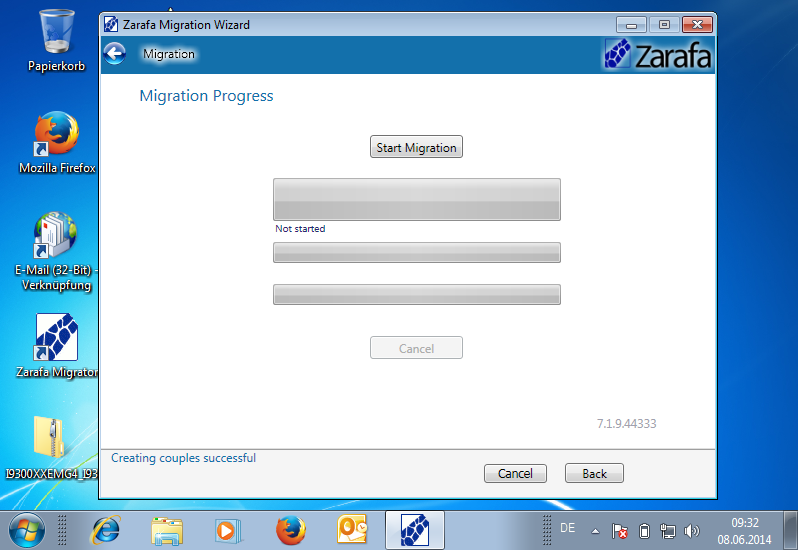 Zarafa Migration Wizard
Migration
Zarafa
Migration Progress
Start Migration
Not started
Cancel
7.1.9.44333
Creating couples successful
Cancel
Back
Papierkorb
Mozilla Firefox
E-Mail (32-Bit) -
Verknüpfung
Zarafa Migrator
I9300XXEMG4_I93
DE
09:32
08.06.2014